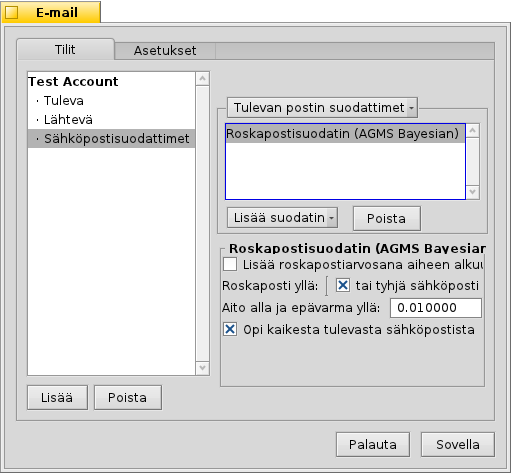 E-mail
Tilit
Asetukset
Test Account
· Tuleva
· Lähtevä
· Sähköpostisuodattimet
Lisää
Poista
Tulevan postin suodattimet
Roskapostisuodatin (AGMS Bayesian)
Lisää suodatin
Poista
Roskapostisuodatin (AGMS Bayesian
Lisää roskapostiarvosana aiheen alkuu
Roskaposti yllä:
tai tyhjä sähköposti
Aito alla ja epävarma yllä:
0.010000
Opi kaikesta tulevasta sähköpostista
Palauta
Sovella